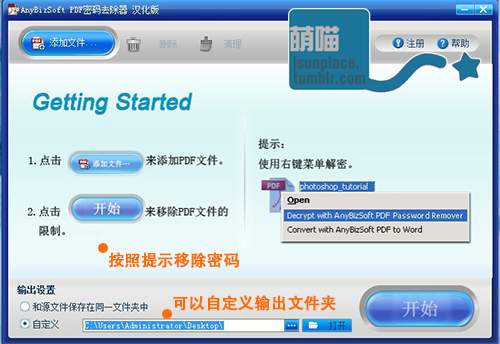 AnyBizSoft PDF密码去除器 汉化版
添加文件...
删除
清理
注册
帮助
萌喵
jsunplace.
tumblr.com
Getting Started
1. 点击 添加文件... 来添加PDF文件。
2. 点击 开始 来移除PDF文件的
限制。
按照提示移除密码
提示:
使用右键菜单解密。
PDF
photoshop_tutorial
Open
Decrypt with AnyBizSoft PDF Password Remover
Convert with AnyBizSoft PDF to Word
输出设置
和源文件保存在同一文件夹中
可以自定义输出文件夹
自定义 C:\Users\Administrator\Desktop\ ... 打开
开始